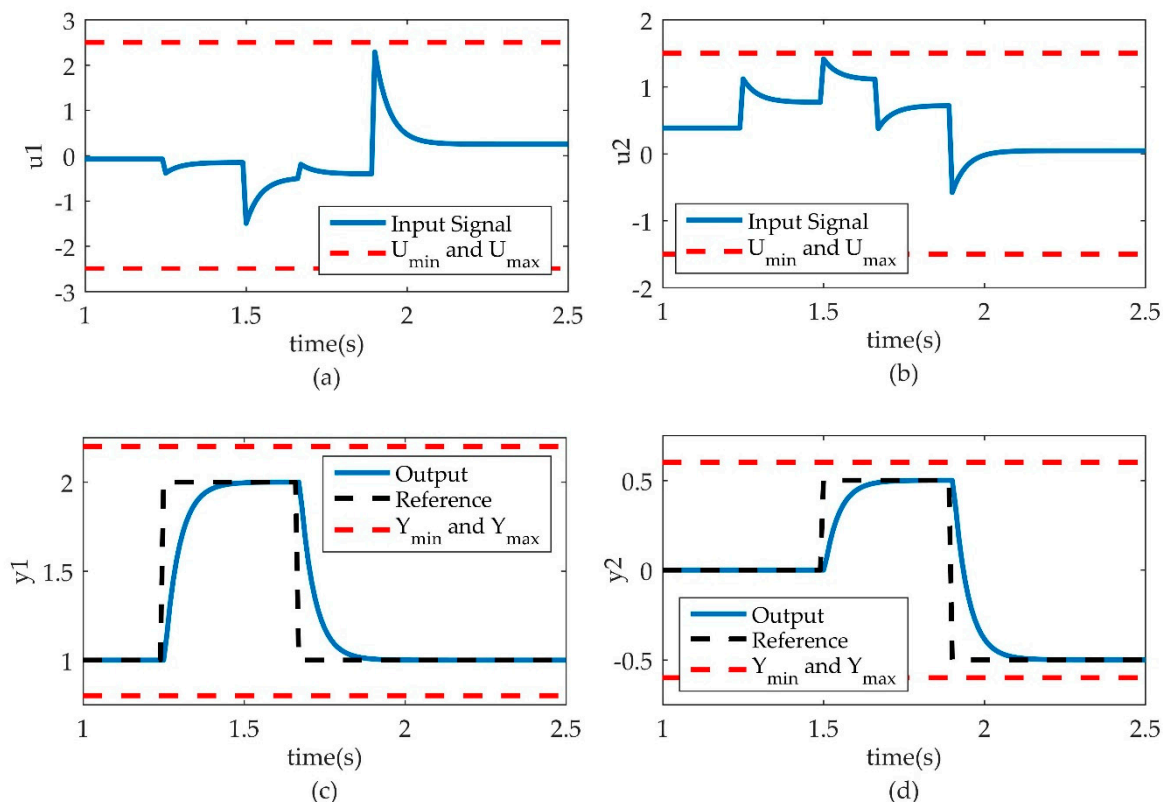 3
2
1
0
-1
-2
-3
u1
Input Signal
U_min and U_max
1
1.5
2
2.5
time(s)
(a)
2
1
0
-1
-2
u2
Input Signal
U_min and U_max
1
1.5
2
2.5
time(s)
(b)
2
1.5
1
y1
Output
Reference
Y_min and Y_max
1
1.5
2
2.5
time(s)
(c)
0.5
0
-0.5
y2
Output
Reference
Y_min and Y_max
1
1.5
2
2.5
time(s)
(d)